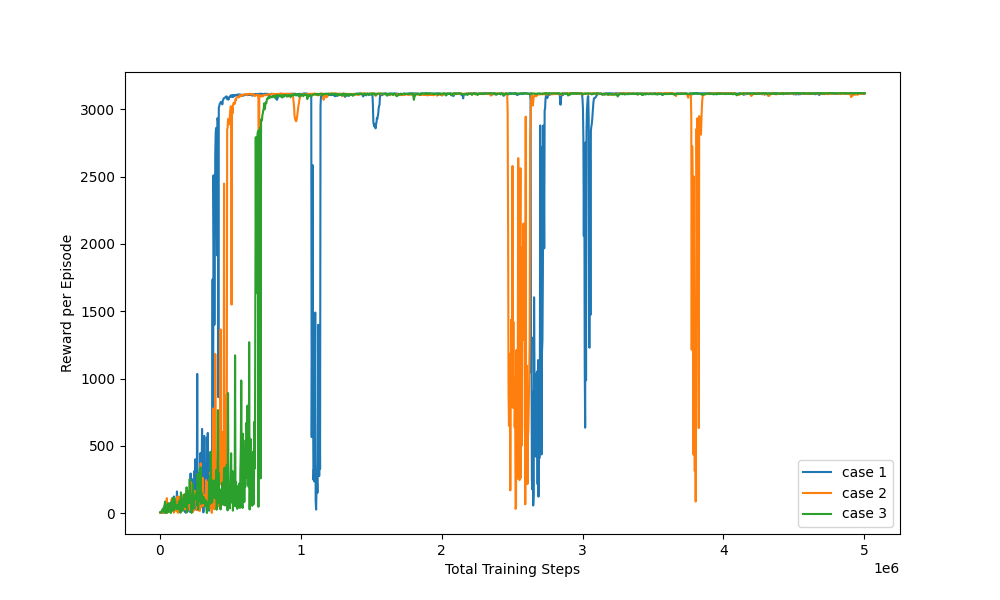 3000
2500
2000
1500
1000
500
0
Reward per Episode
0 1 2 3 4 5
1e6
Total Training Steps
case 1
case 2
case 3